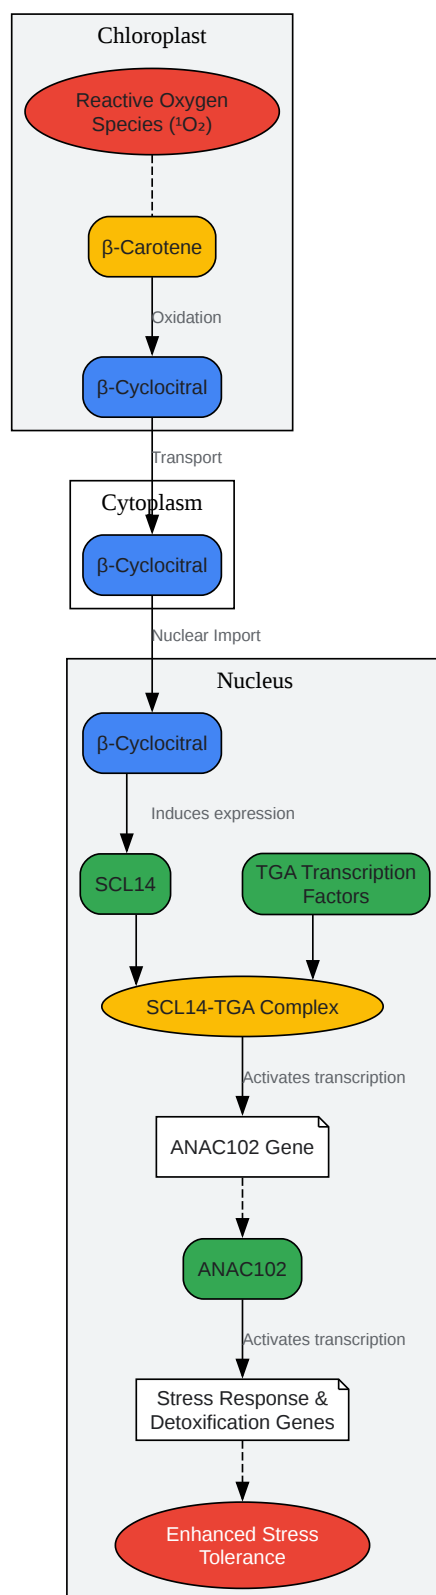 Chloroplast
Reactive Oxygen
Species (¹O₂)
β-Carotene
Oxidation
β-Cyclocitral
Transport
Cytoplasm
β-Cyclocitral
Nuclear Import
Nucleus
β-Cyclocitral
Induces expression
SCL14
TGA Transcription
Factors
SCL14-TGA Complex
Activates transcription
ANAC102 Gene
ANAC102
Activates transcription
Stress Response &
Detoxification Genes
Enhanced Stress
Tolerance